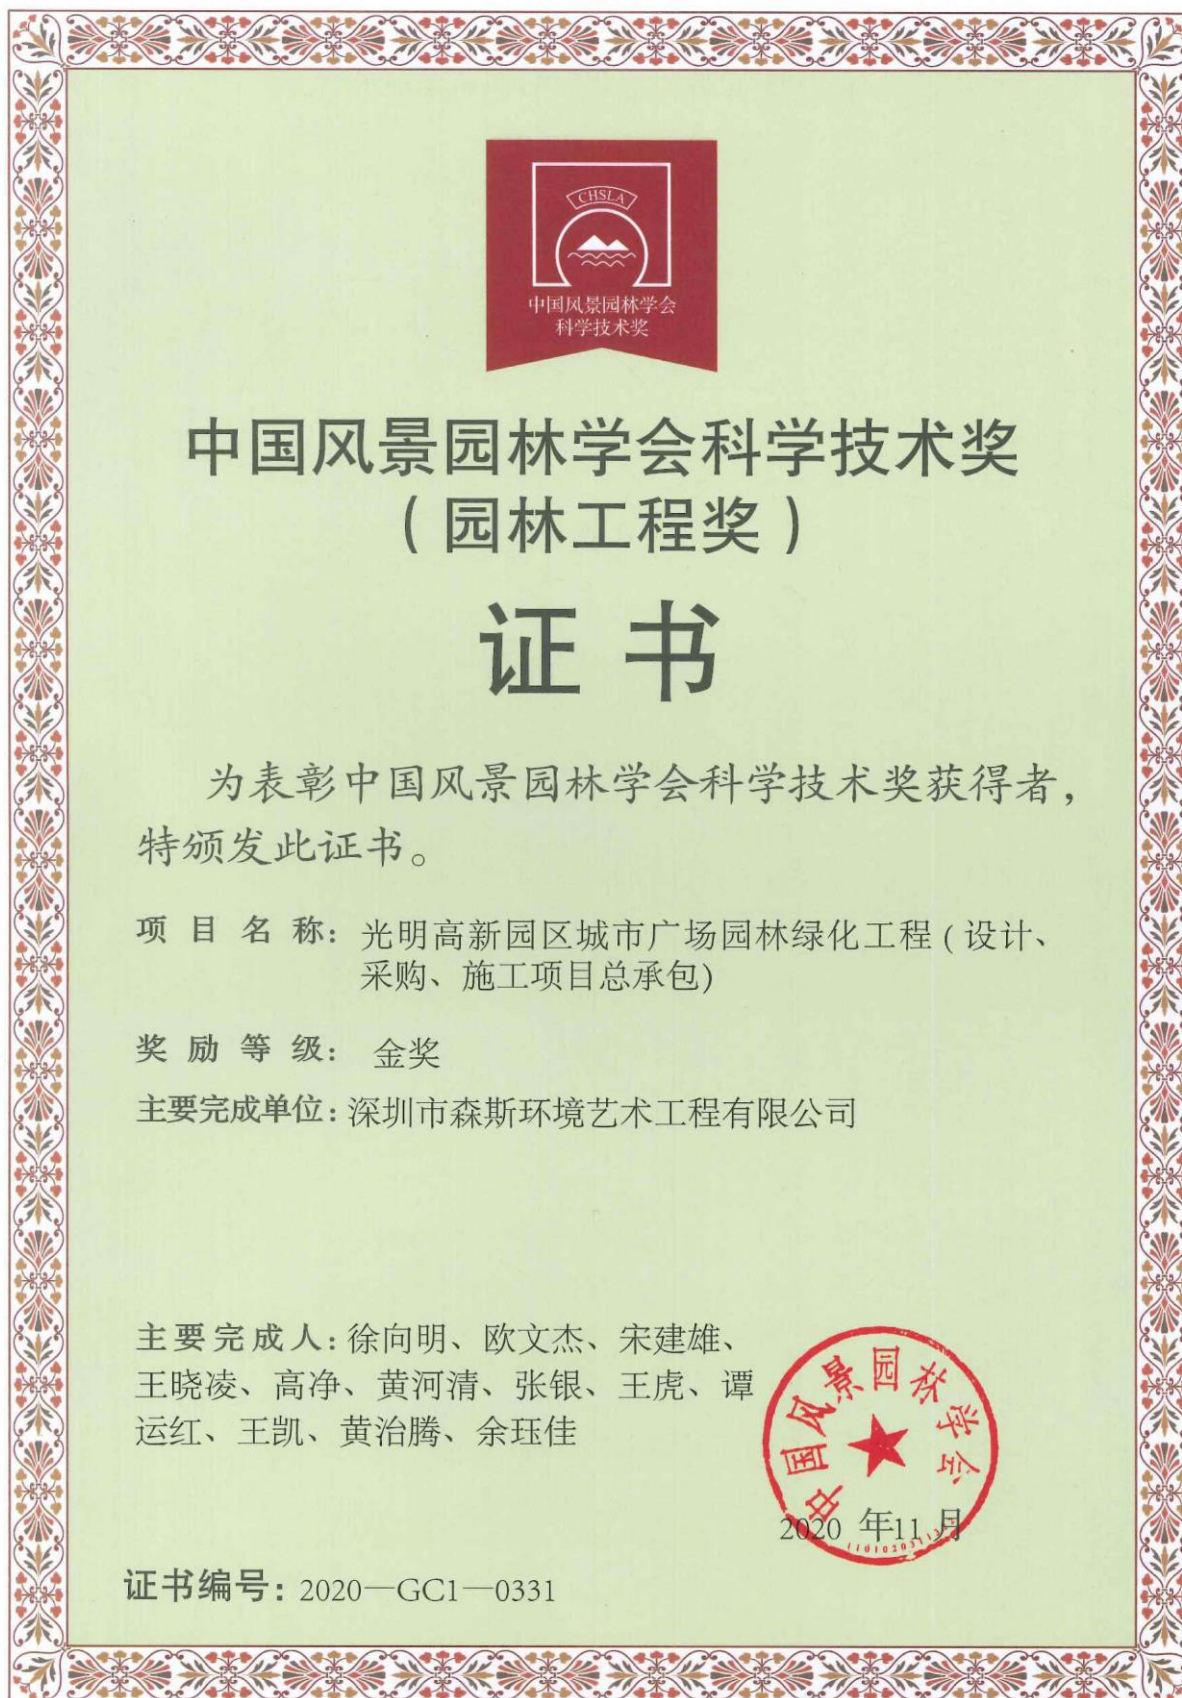 CHSLA
中国风景园林学会
科学技术奖
中国风景园林学会科学技术奖
（园林工程奖）
证书
为表彰中国风景园林学会科学技术奖获得者，
特颁发此证书。
项目名称：光明高新园区城市广场园林绿化工程(设计、
采购、施工项目总承包)
奖励等级：金奖
主要完成单位：深圳市森斯环境艺术工程有限公司
主要完成人：徐向明、欧文杰、宋建雄、
王晓凌、高净、黄河清、张银、王虎、谭
运红、王凯、黄治腾、余珏佳
中国风景园林学会
2020 年11 月
证书编号：2020—GC1—0331